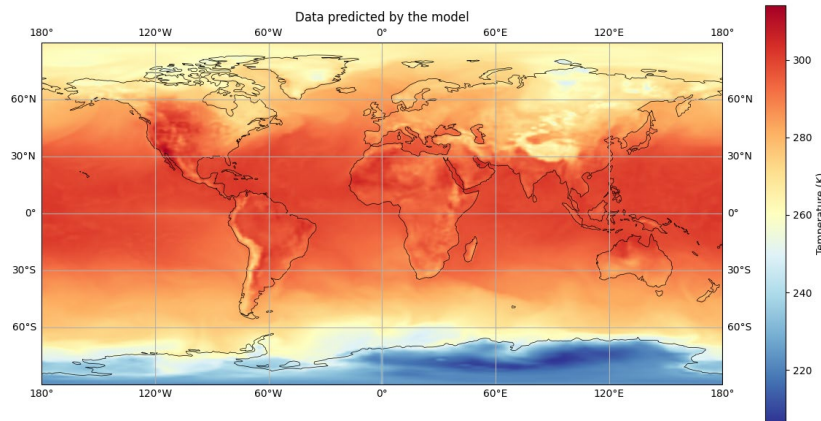 Data predicted by the model
180° 120°W 60°W 0° 60°E 120°E 180°
60°N 60°N
30°N 30°N
0° 0°
30°S 30°S
60°S 60°S
180° 120°W 60°W 0° 60°E 120°E 180°
300
280
260
240
220
Temperature (K)